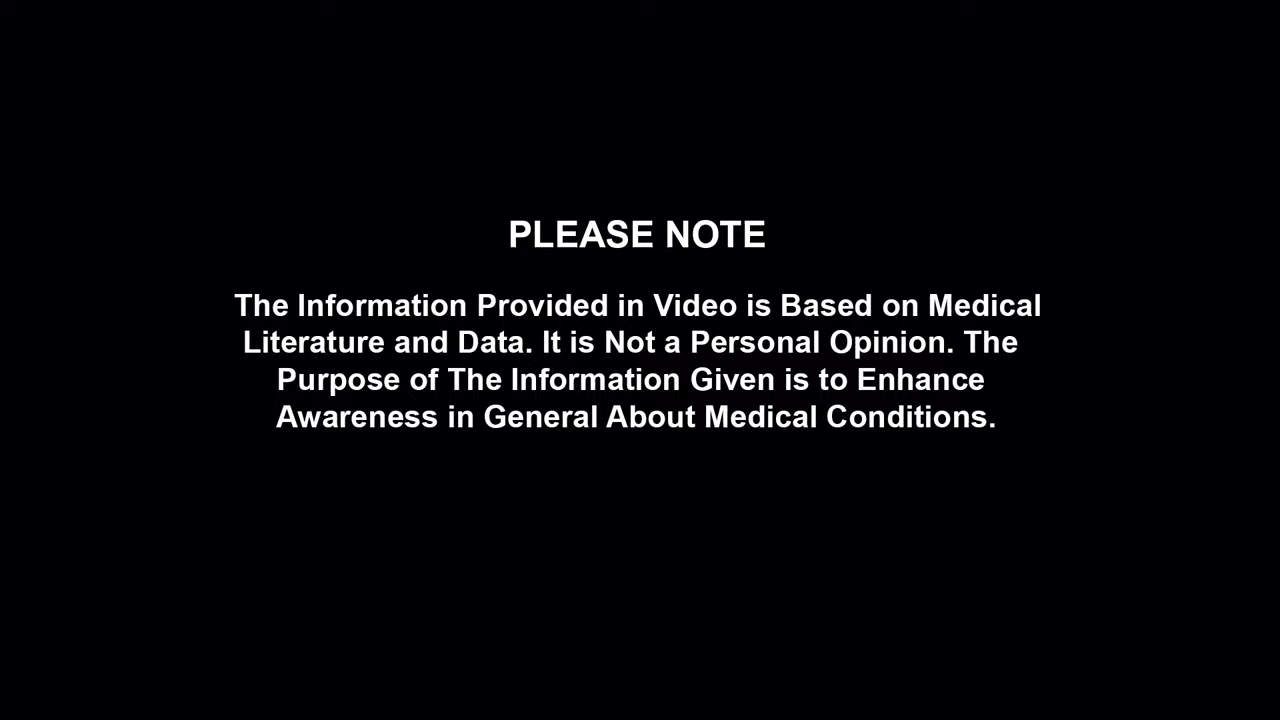 PLEASE NOTE
The Information Provided in Video is Based on Medical
Literature and Data. It is Not a Personal Opinion. The
Purpose of The Information Given is to Enhance
Awareness in General About Medical Conditions.